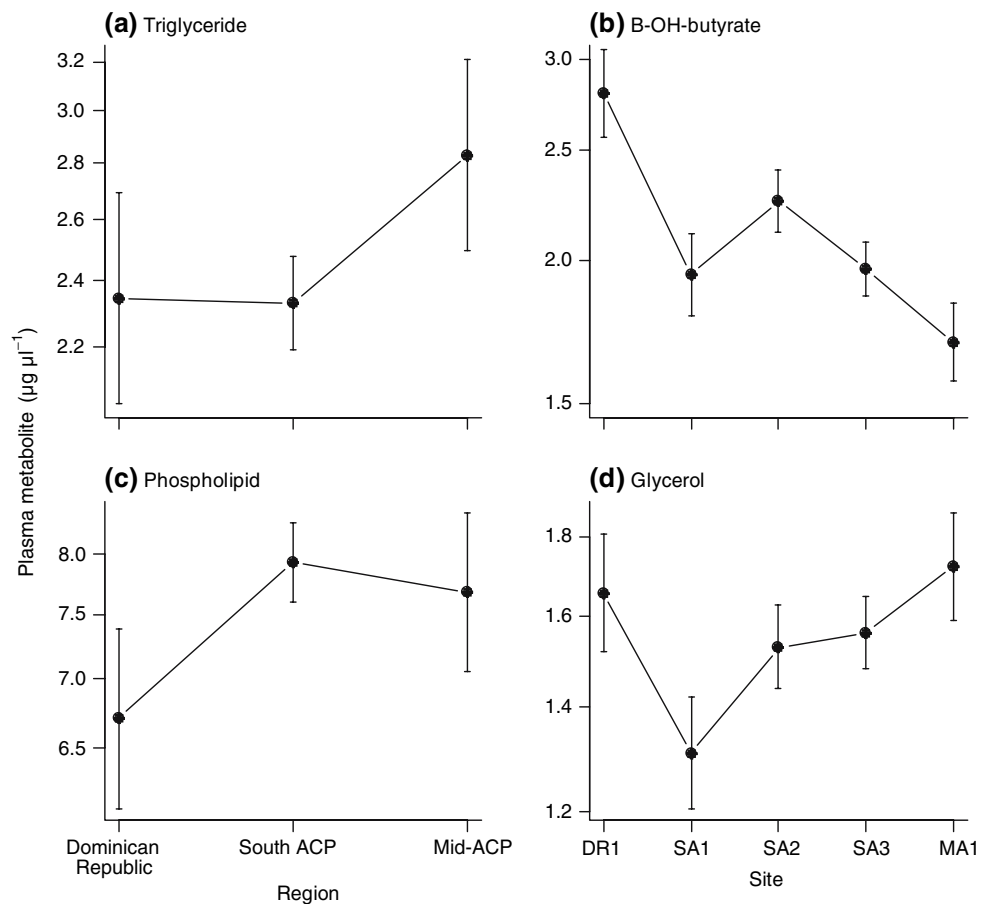 Plasma metabolite (µg µl⁻¹)
(a) Triglyceride
3.2
3.0
2.8
2.6
2.4
2.2
(b) B-OH-butyrate
3.0
2.5
2.0
1.5
(c) Phospholipid
8.0
7.5
7.0
6.5
Dominican
Republic
South ACP
Mid-ACP
Region
(d) Glycerol
1.8
1.6
1.4
1.2
DR1
SA1
SA2
SA3
MA1
Site